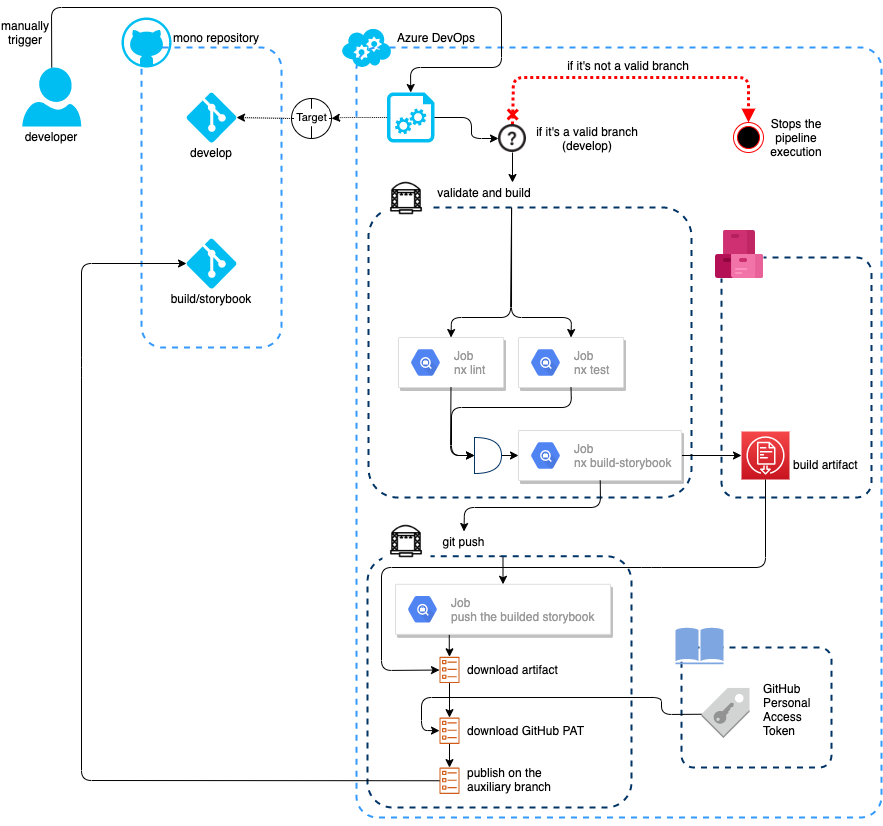 manually
trigger
mono repository
Azure DevOps
developer
develop
Target
if it's not a valid branch
?
if it's a valid branch
(develop)
Stops the
pipeline
execution
validate and build
build/storybook
Job
nx lint
Job
nx test
Job
nx build-storybook
build artifact
git push
Job
push the builded storybook
download artifact
GitHub
Personal
Access
Token
download GitHub PAT
publish on the
auxiliary branch